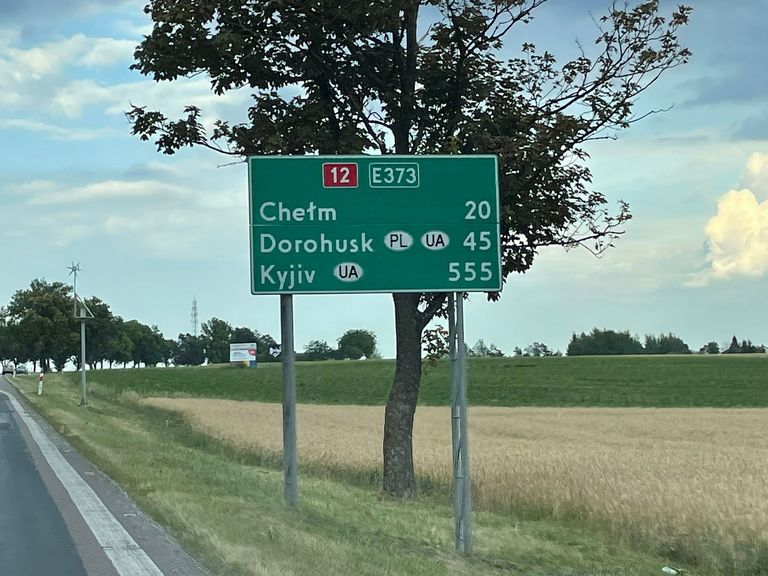 12 E373
Chełm 20
Dorohusk PL UA 45
Kyjiv UA 555